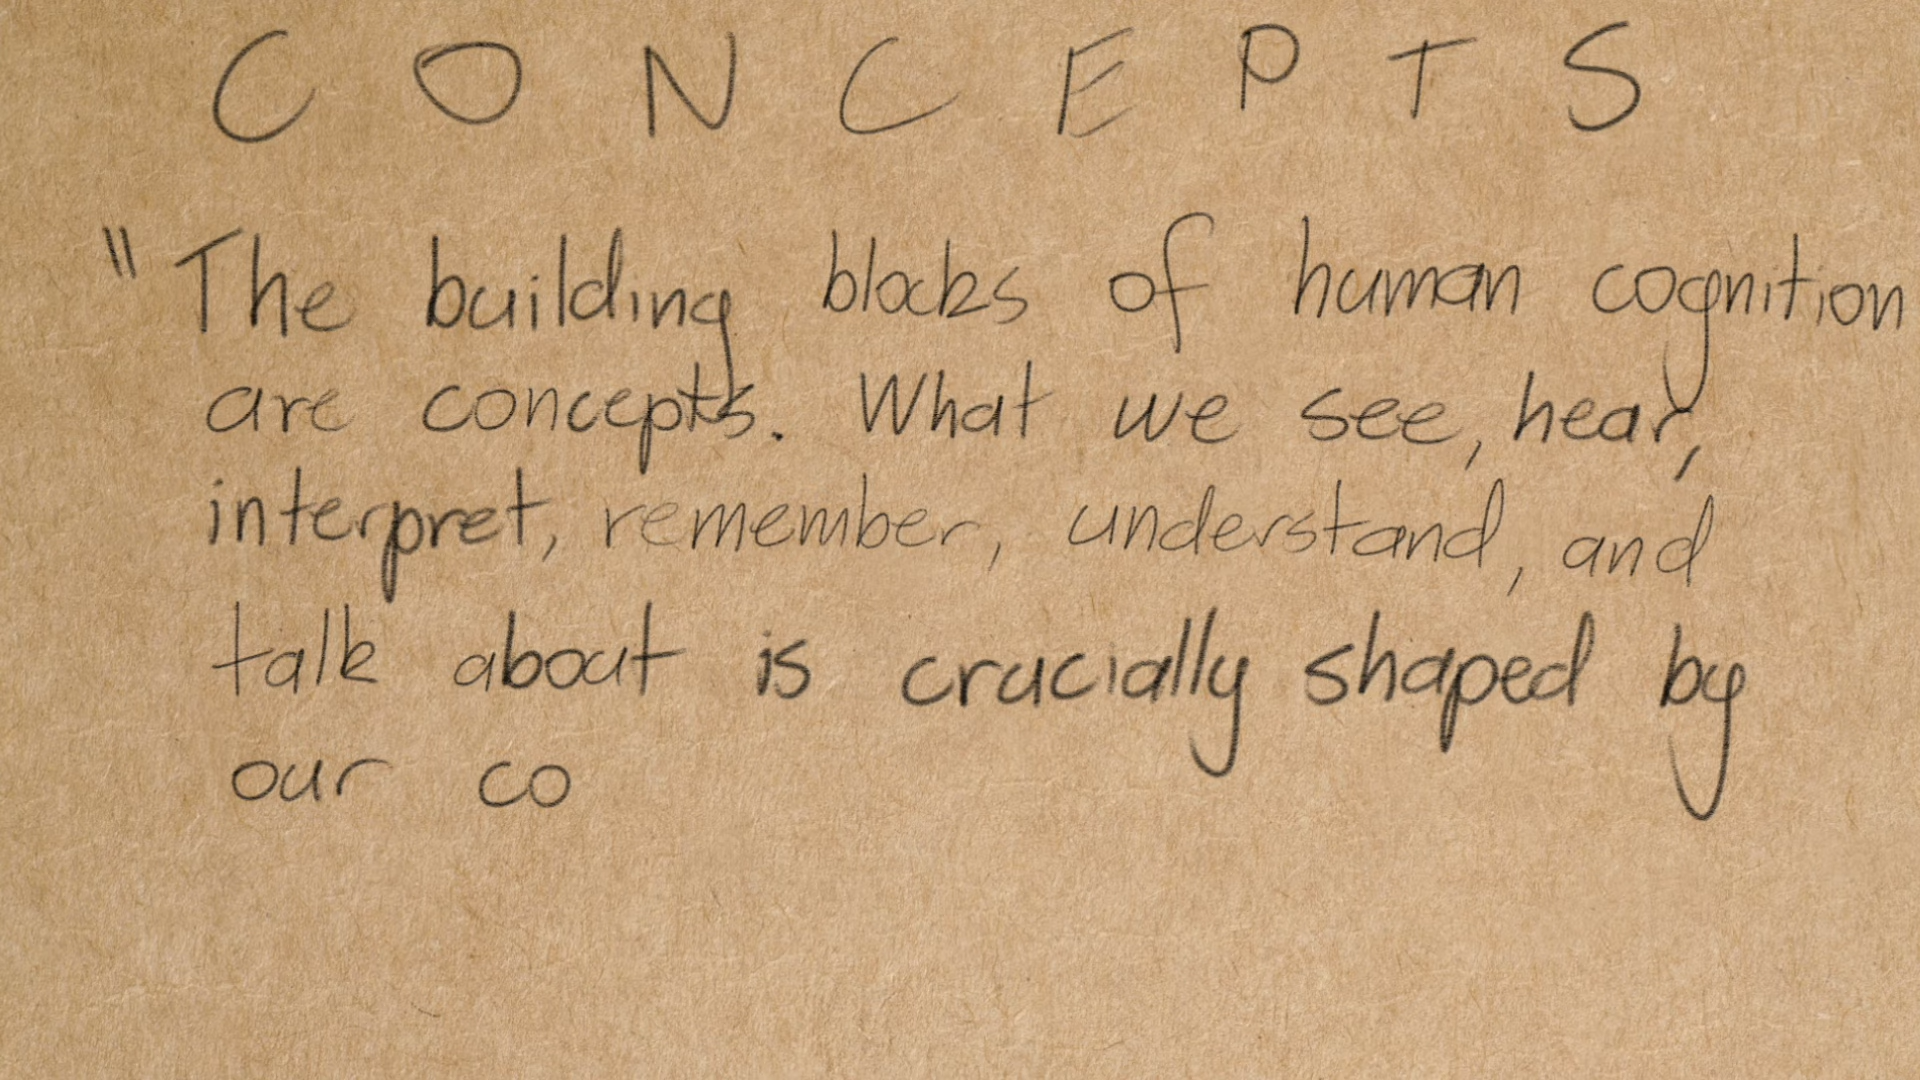 CONCEPTS
"The building blocks of human cognition
are concepts. What we see, hear,
interpret, remember, understand, and
talk about is crucially shaped by
our co